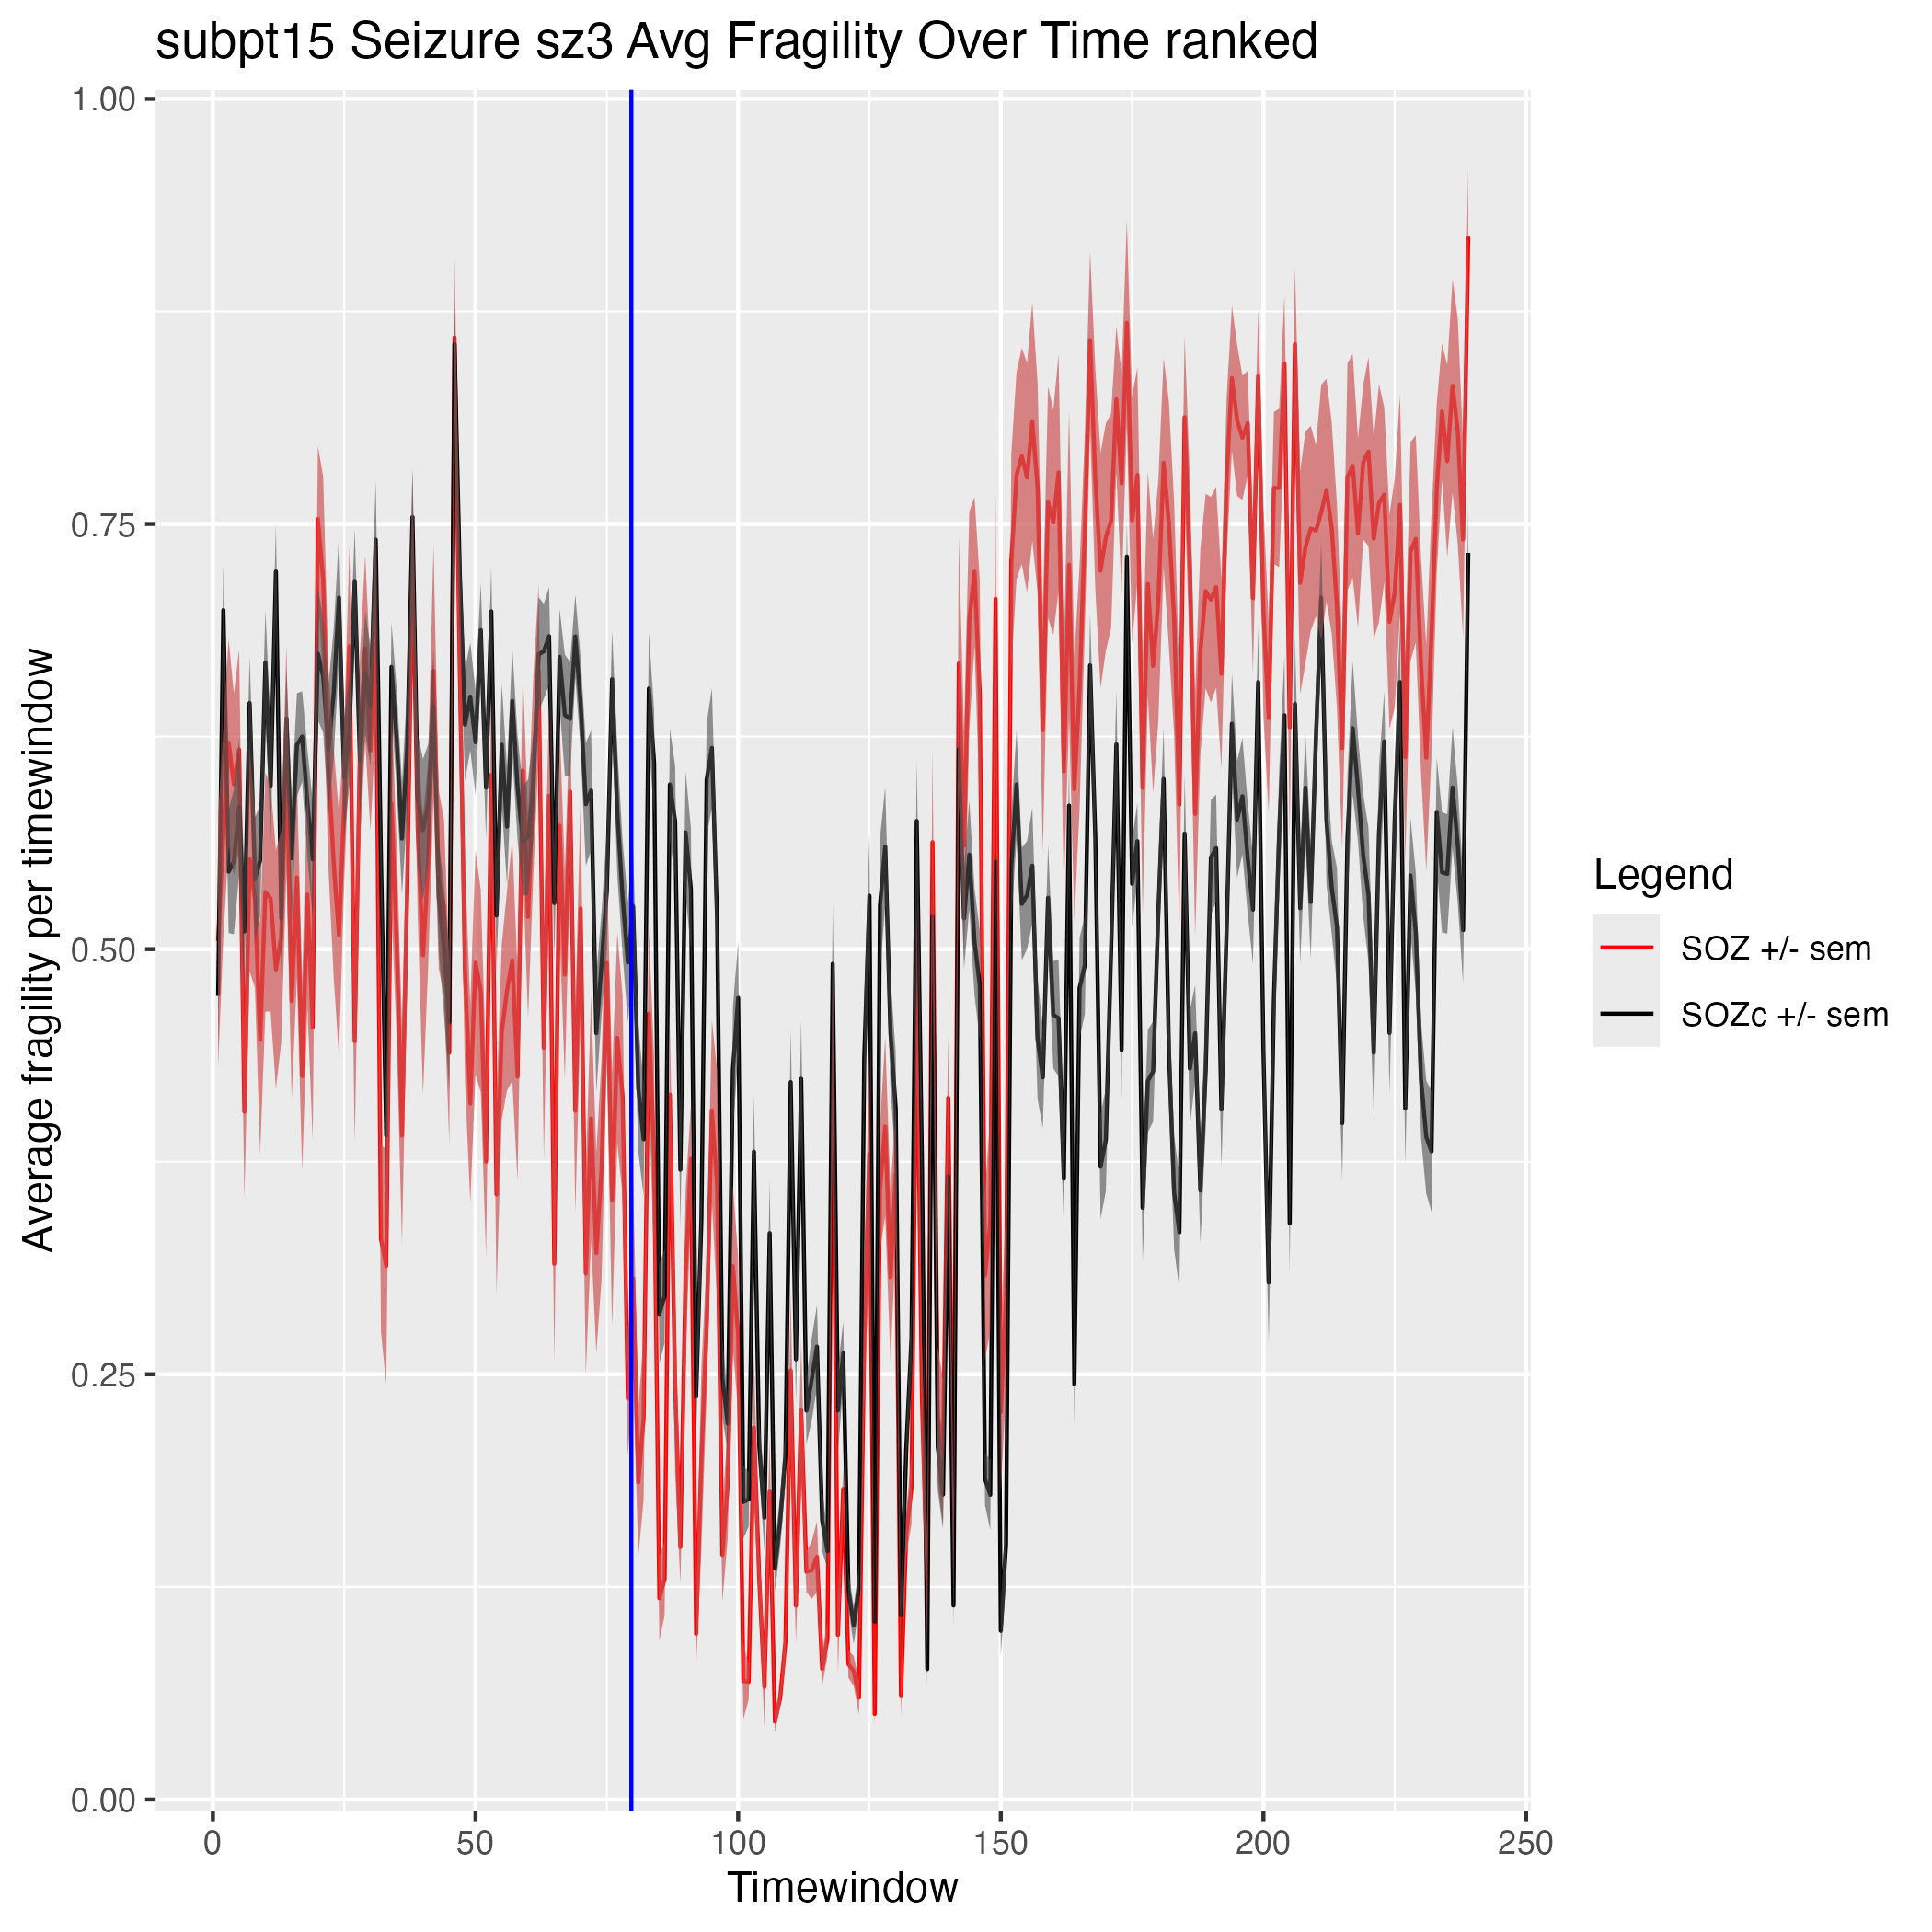 subpt15 Seizure sz3 Avg Fragility Over Time ranked
1.00
0.75
0.50
0.25
0.00
Average fragility per timewindow
0
50
100
150
200
250
Timewindow
Legend
SOZ +/- sem
SOZc +/- sem